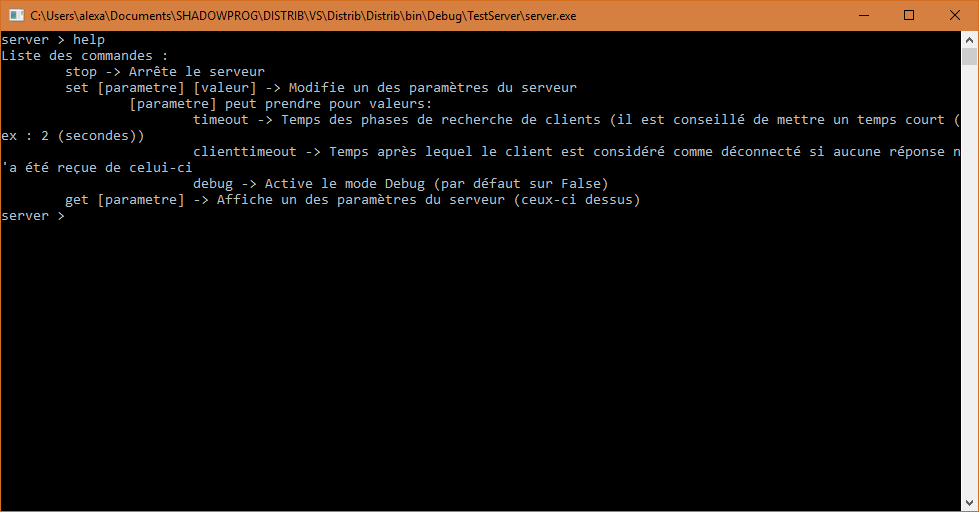 C:\Users\alexa\Documents\SHADOWPROG\DISTRIB\VS\Distrib\Distrib\bin\Debug\TestServer\server.exe
server > help
Liste des commandes :
stop -> Arrête le serveur
set [parametre] [valeur] -> Modifie un des paramètres du serveur
[parametre] peut prendre pour valeurs:
timeout -> Temps des phases de recherche de clients (il est conseillé de mettre un temps court (
ex : 2 (secondes))
clienttimeout -> Temps après lequel le client est considéré comme déconnecté si aucune réponse n
'a été reçue de celui-ci
debug -> Active le mode Debug (par défaut sur False)
get [parametre] -> Affiche un des paramètres du serveur (ceux-ci dessus)
server >